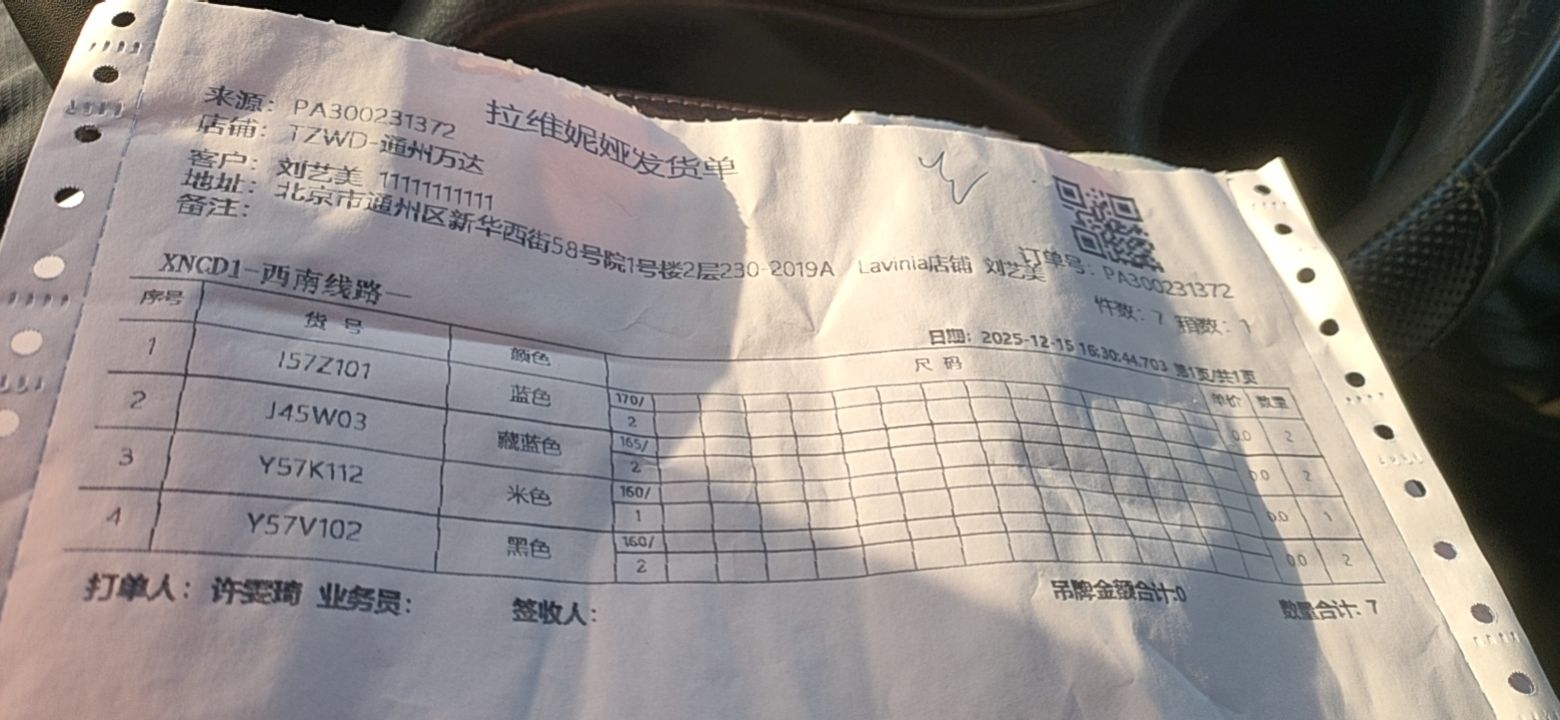 拉维妮娅发货单
来源：PA300231372
店铺：TZWD-通州万达
客户：刘艺美 11111111111
地址：北京市通州区新华西街58号院1号楼2层230-2019A Lavinia店铺 刘艺美
备注：
订单号：PA300231372
件数：7 箱数：1
XNCD1-西南线路一
日期：2025-12-15 16:30:44.703 第1页/共1页
序号 货号 颜色 尺码 单价 数量
1 I57Z101 蓝色 170/ 2 0.0 2
2 J45W03 藏蓝色 165/ 2 0.0 2
3 Y57K112 米色 160/ 1 0.0 1
4 Y57V102 黑色 160/ 2 0.0 2
吊牌金额合计:0 数量合计: 7
打单人：许雯琦 业务员： 签收人：